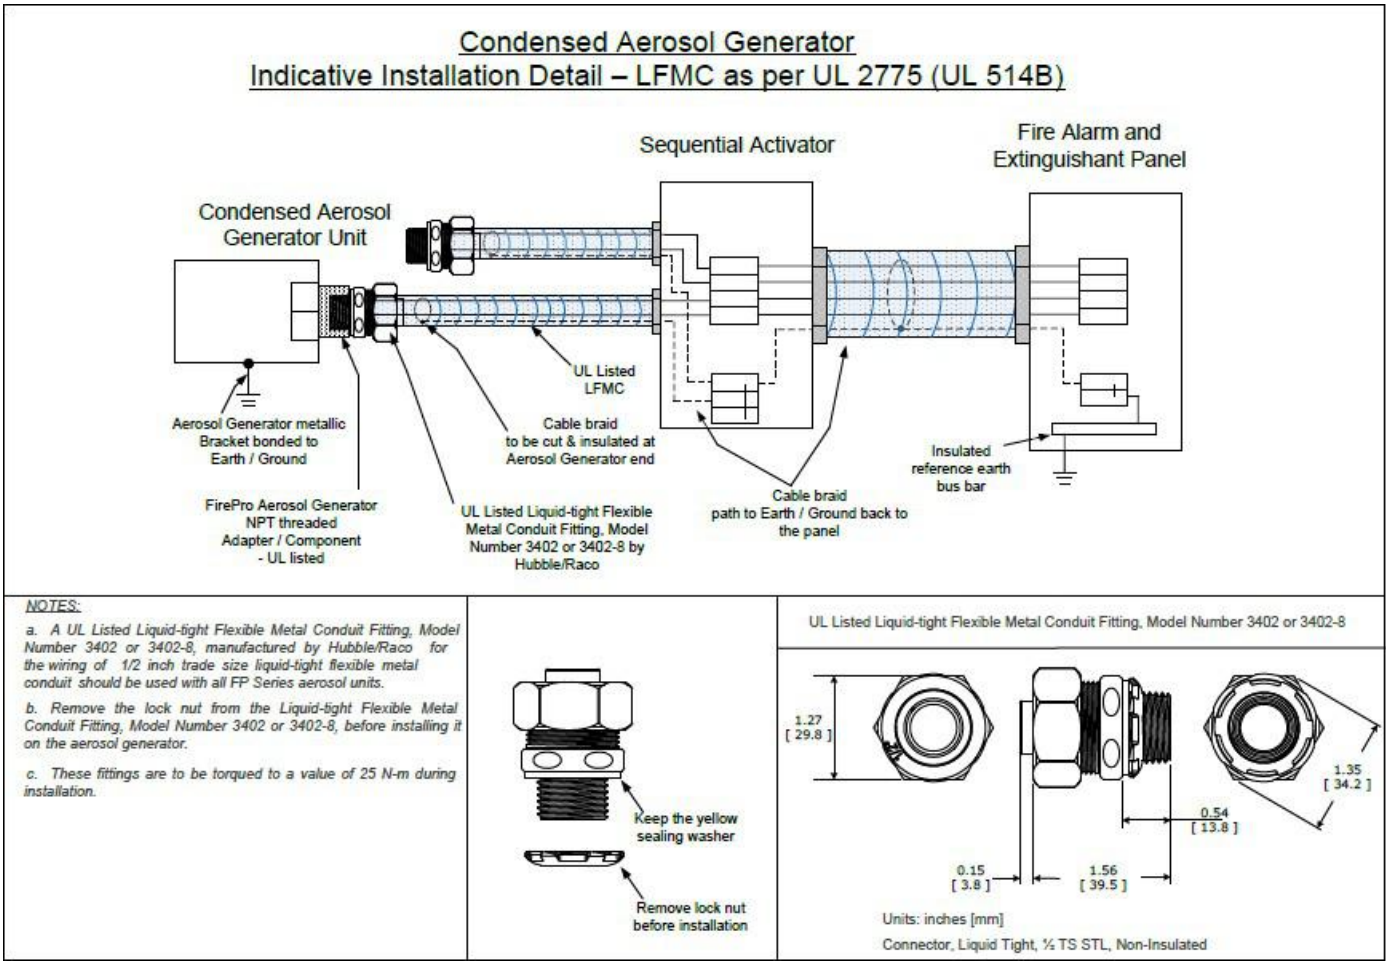 Condensed Aerosol Generator
Indicative Installation Detail – LFMC as per UL 2775 (UL 514B)
Sequential Activator
Fire Alarm and
Extinguishant Panel
Condensed Aerosol
Generator Unit
UL Listed
LFMC
Aerosol Generator metallic
Bracket bonded to
Earth / Ground
Cable braid
to be cut & insulated at
Aerosol Generator end
Insulated
reference earth
bus bar
Cable braid
path to Earth / Ground back to
the panel
FirePro Aerosol Generator
NPT threaded
Adapter / Component
- UL listed
UL Listed Liquid-tight Flexible
Metal Conduit Fitting, Model
Number 3402 or 3402-8 by
Hubble/Raco
NOTES:
a. A UL Listed Liquid-tight Flexible Metal Conduit Fitting, Model
Number 3402 or 3402-8, manufactured by Hubble/Raco for
the wiring of 1/2 inch trade size liquid-tight flexible metal
conduit should be used with all FP Series aerosol units.
b. Remove the lock nut from the Liquid-tight Flexible Metal
Conduit Fitting, Model Number 3402 or 3402-8, before installing it
on the aerosol generator.
c. These fittings are to be torqued to a value of 25 N-m during
installation.
Keep the yellow
sealing washer
Remove lock nut
before installation
UL Listed Liquid-tight Flexible Metal Conduit Fitting, Model Number 3402 or 3402-8
1.27
[ 29.8 ]
1.35
[ 34.2 ]
0.54
[ 13.8 ]
0.15
[ 3.8 ]
1.56
[ 39.5 ]
Units: inches [mm]
Connector, Liquid Tight, ½ TS STL, Non-Insulated